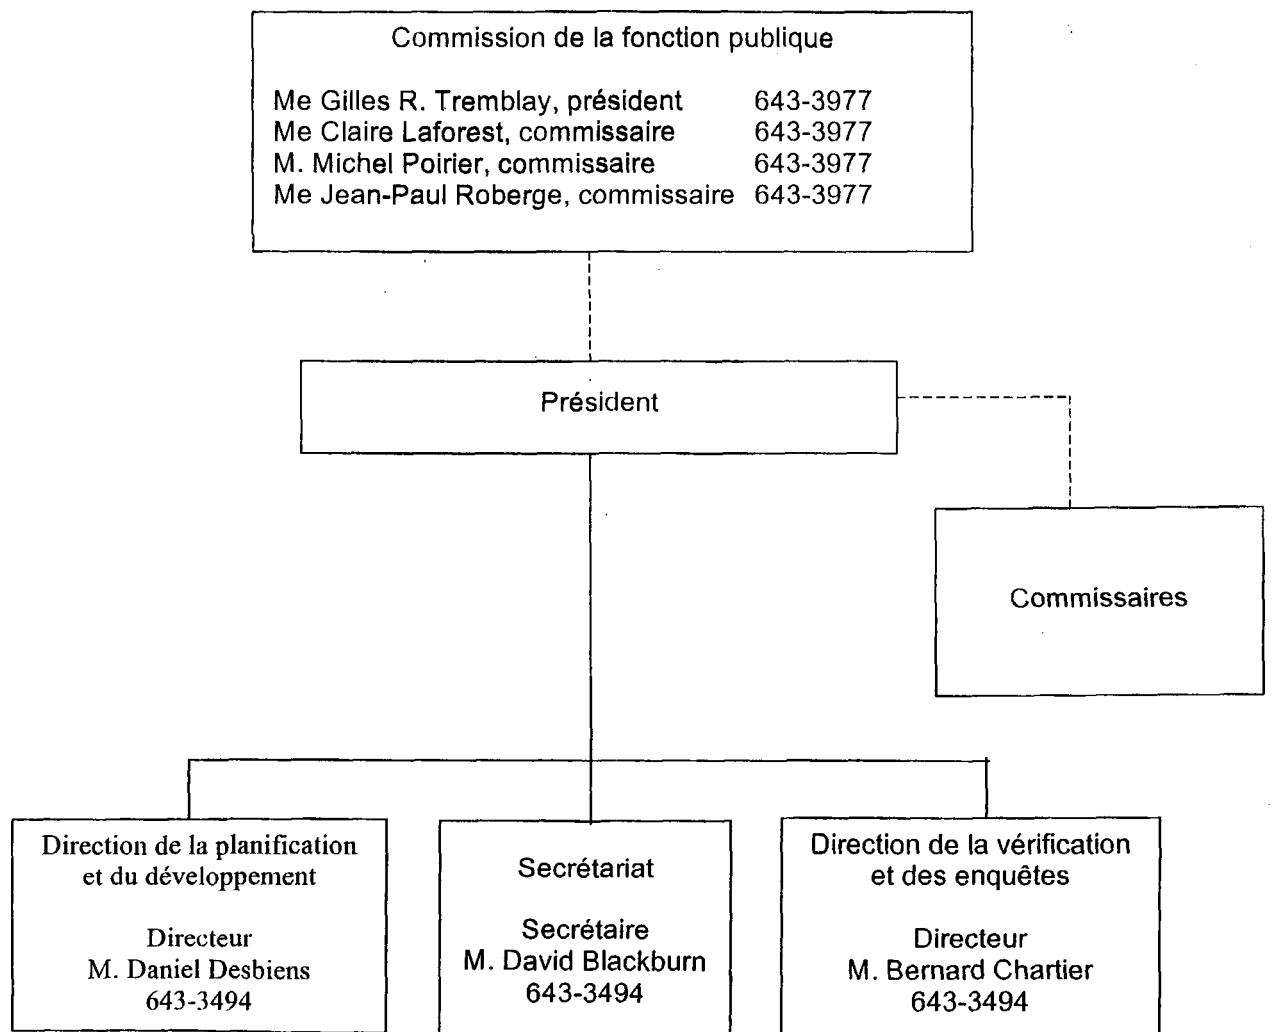 Commission de la fonction publique
Me Gilles R. Tremblay, président 643-3977
Me Claire Laforest, commissaire 643-3977
M. Michel Poirier, commissaire 643-3977
Me Jean-Paul Roberge, commissaire 643-3977
Président
Commissaires
Direction de la planification
et du développement
Directeur
M. Daniel Desbiens
643-3494
Secrétariat
Secrétaire
M. David Blackburn
643-3494
Direction de la vérification
et des enquêtes
Directeur
M. Bernard Chartier
643-3494